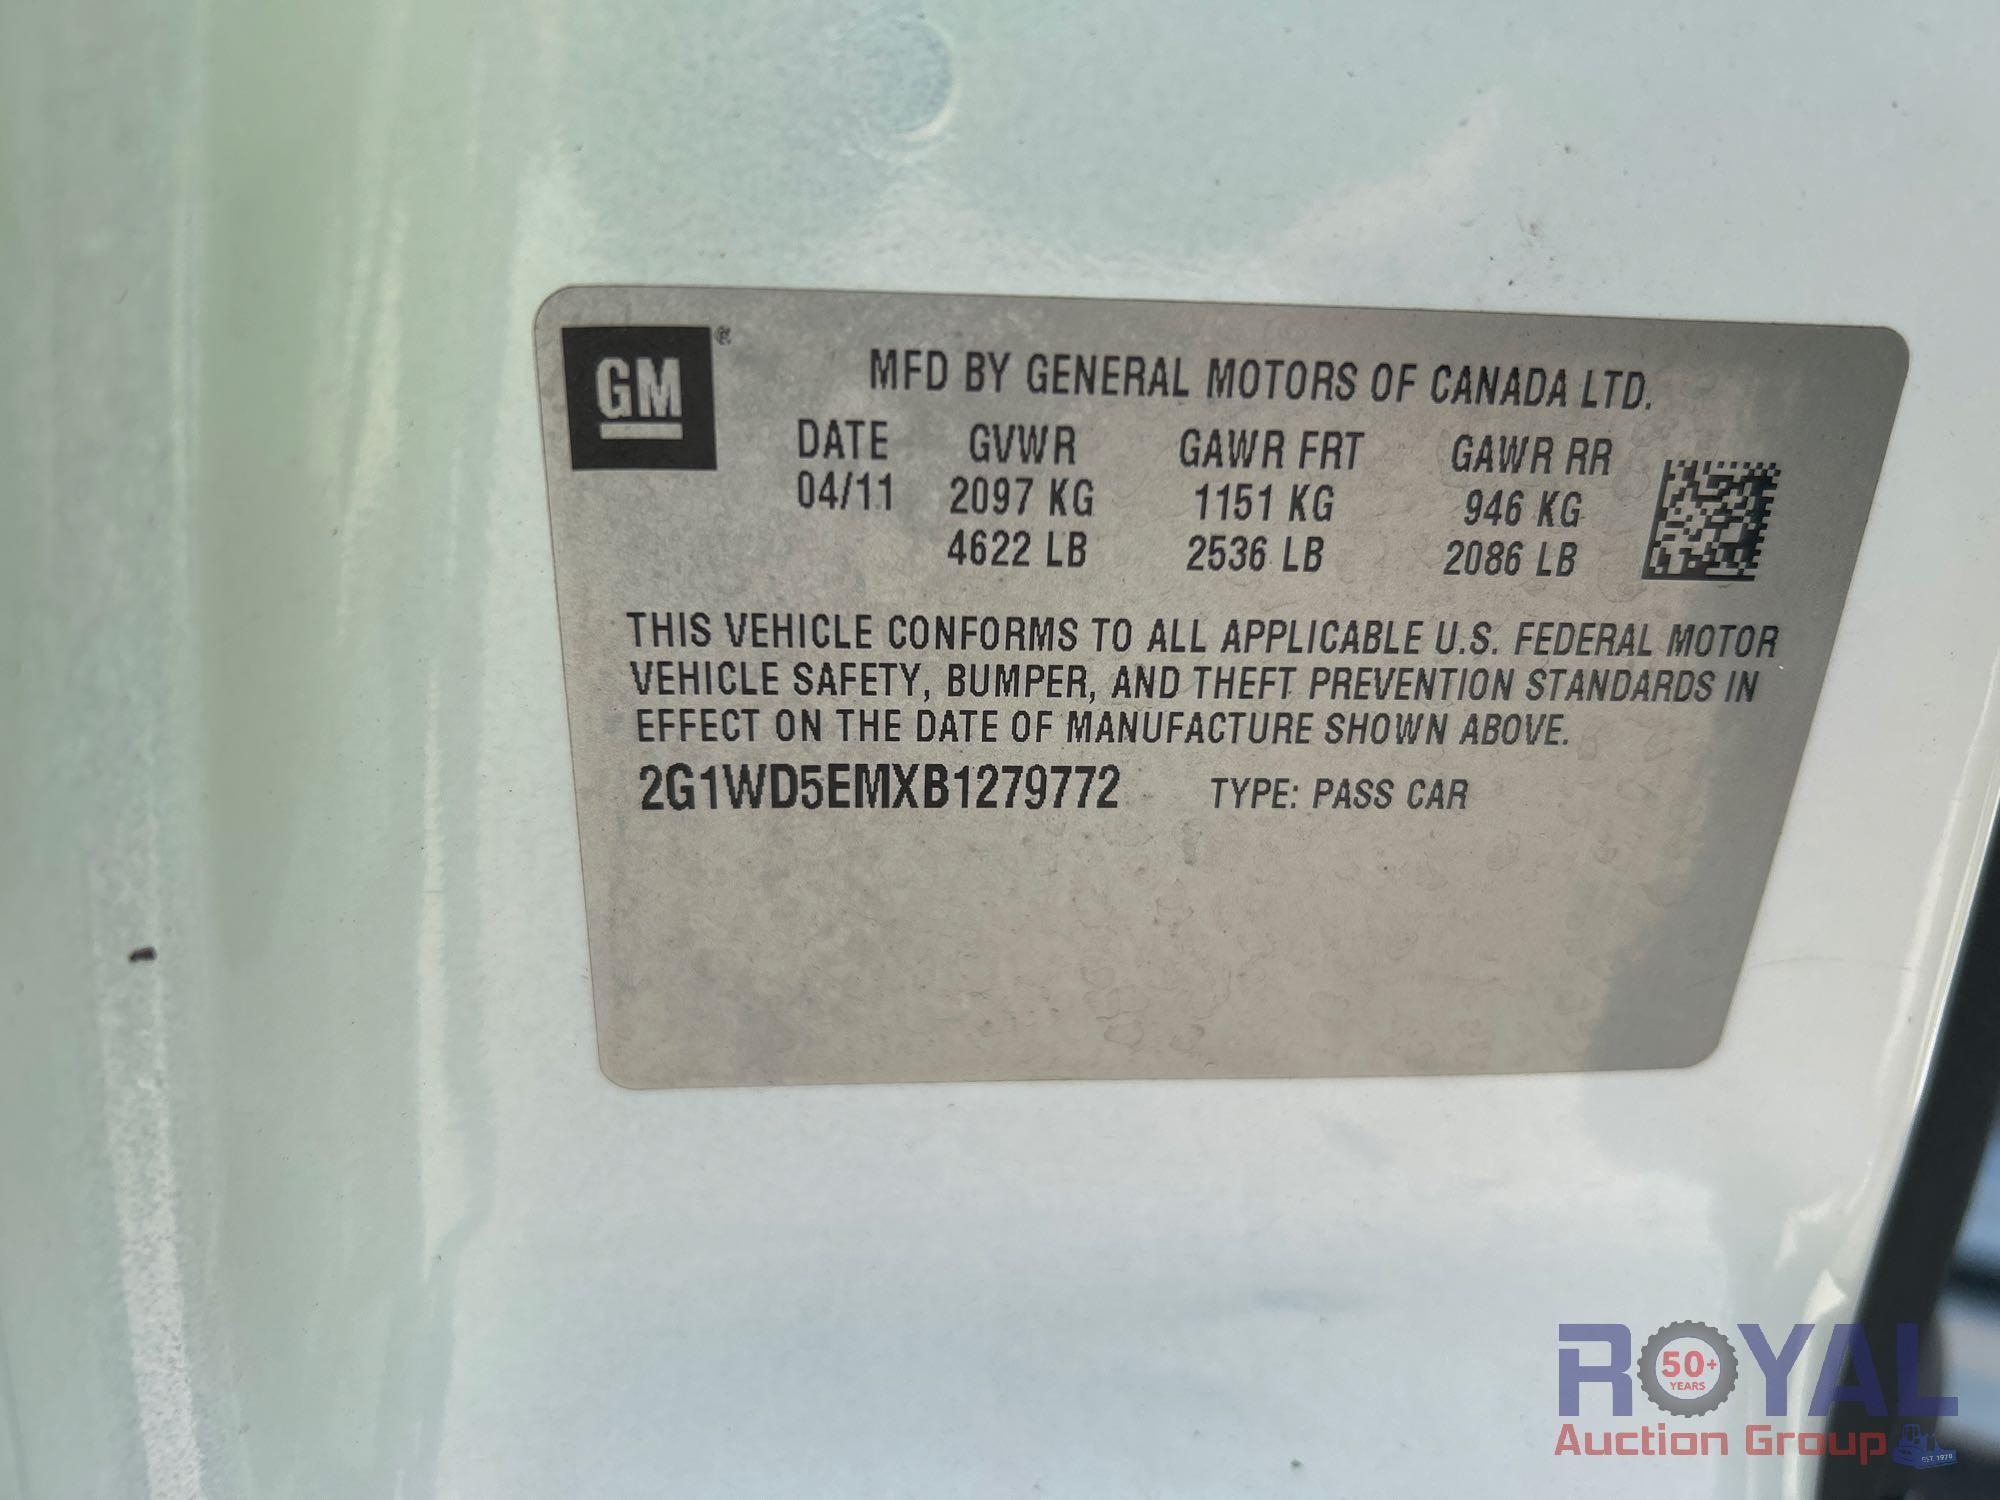 GM
MFD BY GENERAL MOTORS OF CANADA LTD.
DATE GVWR GAWR FRT GAWR RR
04/11 2097 KG 1151 KG 946 KG
4622 LB 2536 LB 2086 LB
THIS VEHICLE CONFORMS TO ALL APPLICABLE U.S. FEDERAL MOTOR
VEHICLE SAFETY, BUMPER, AND THEFT PREVENTION STANDARDS IN
EFFECT ON THE DATE OF MANUFACTURE SHOWN ABOVE.
2G1WD5EMXB1279772 TYPE: PASS CAR
ROYAL
50+
YEARS
Auction Group
EST. 1970